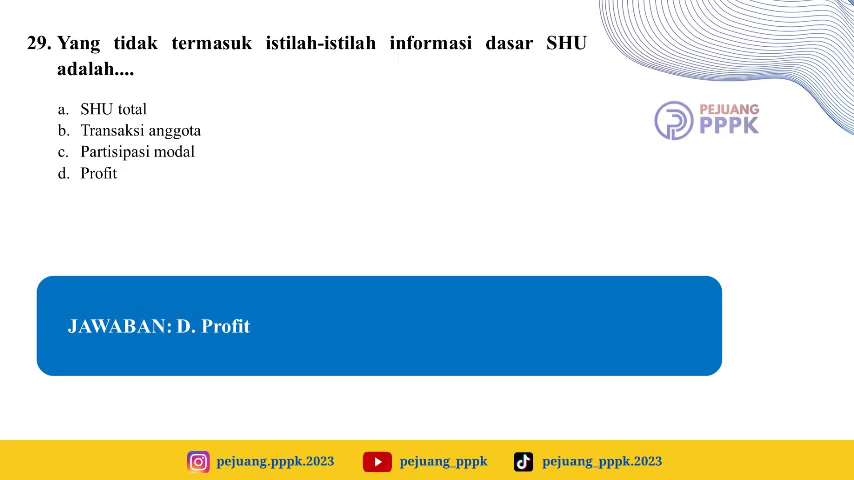 29. Yang tidak termasuk istilah-istilah informasi dasar SHU
adalah....
a. SHU total
b. Transaksi anggota
c. Partisipasi modal
d. Profit
PEJUANG
PPPK
JAWABAN: D. Profit
pejuang.pppk.2023
pejuang_pppk
pejuang_pppk.2023